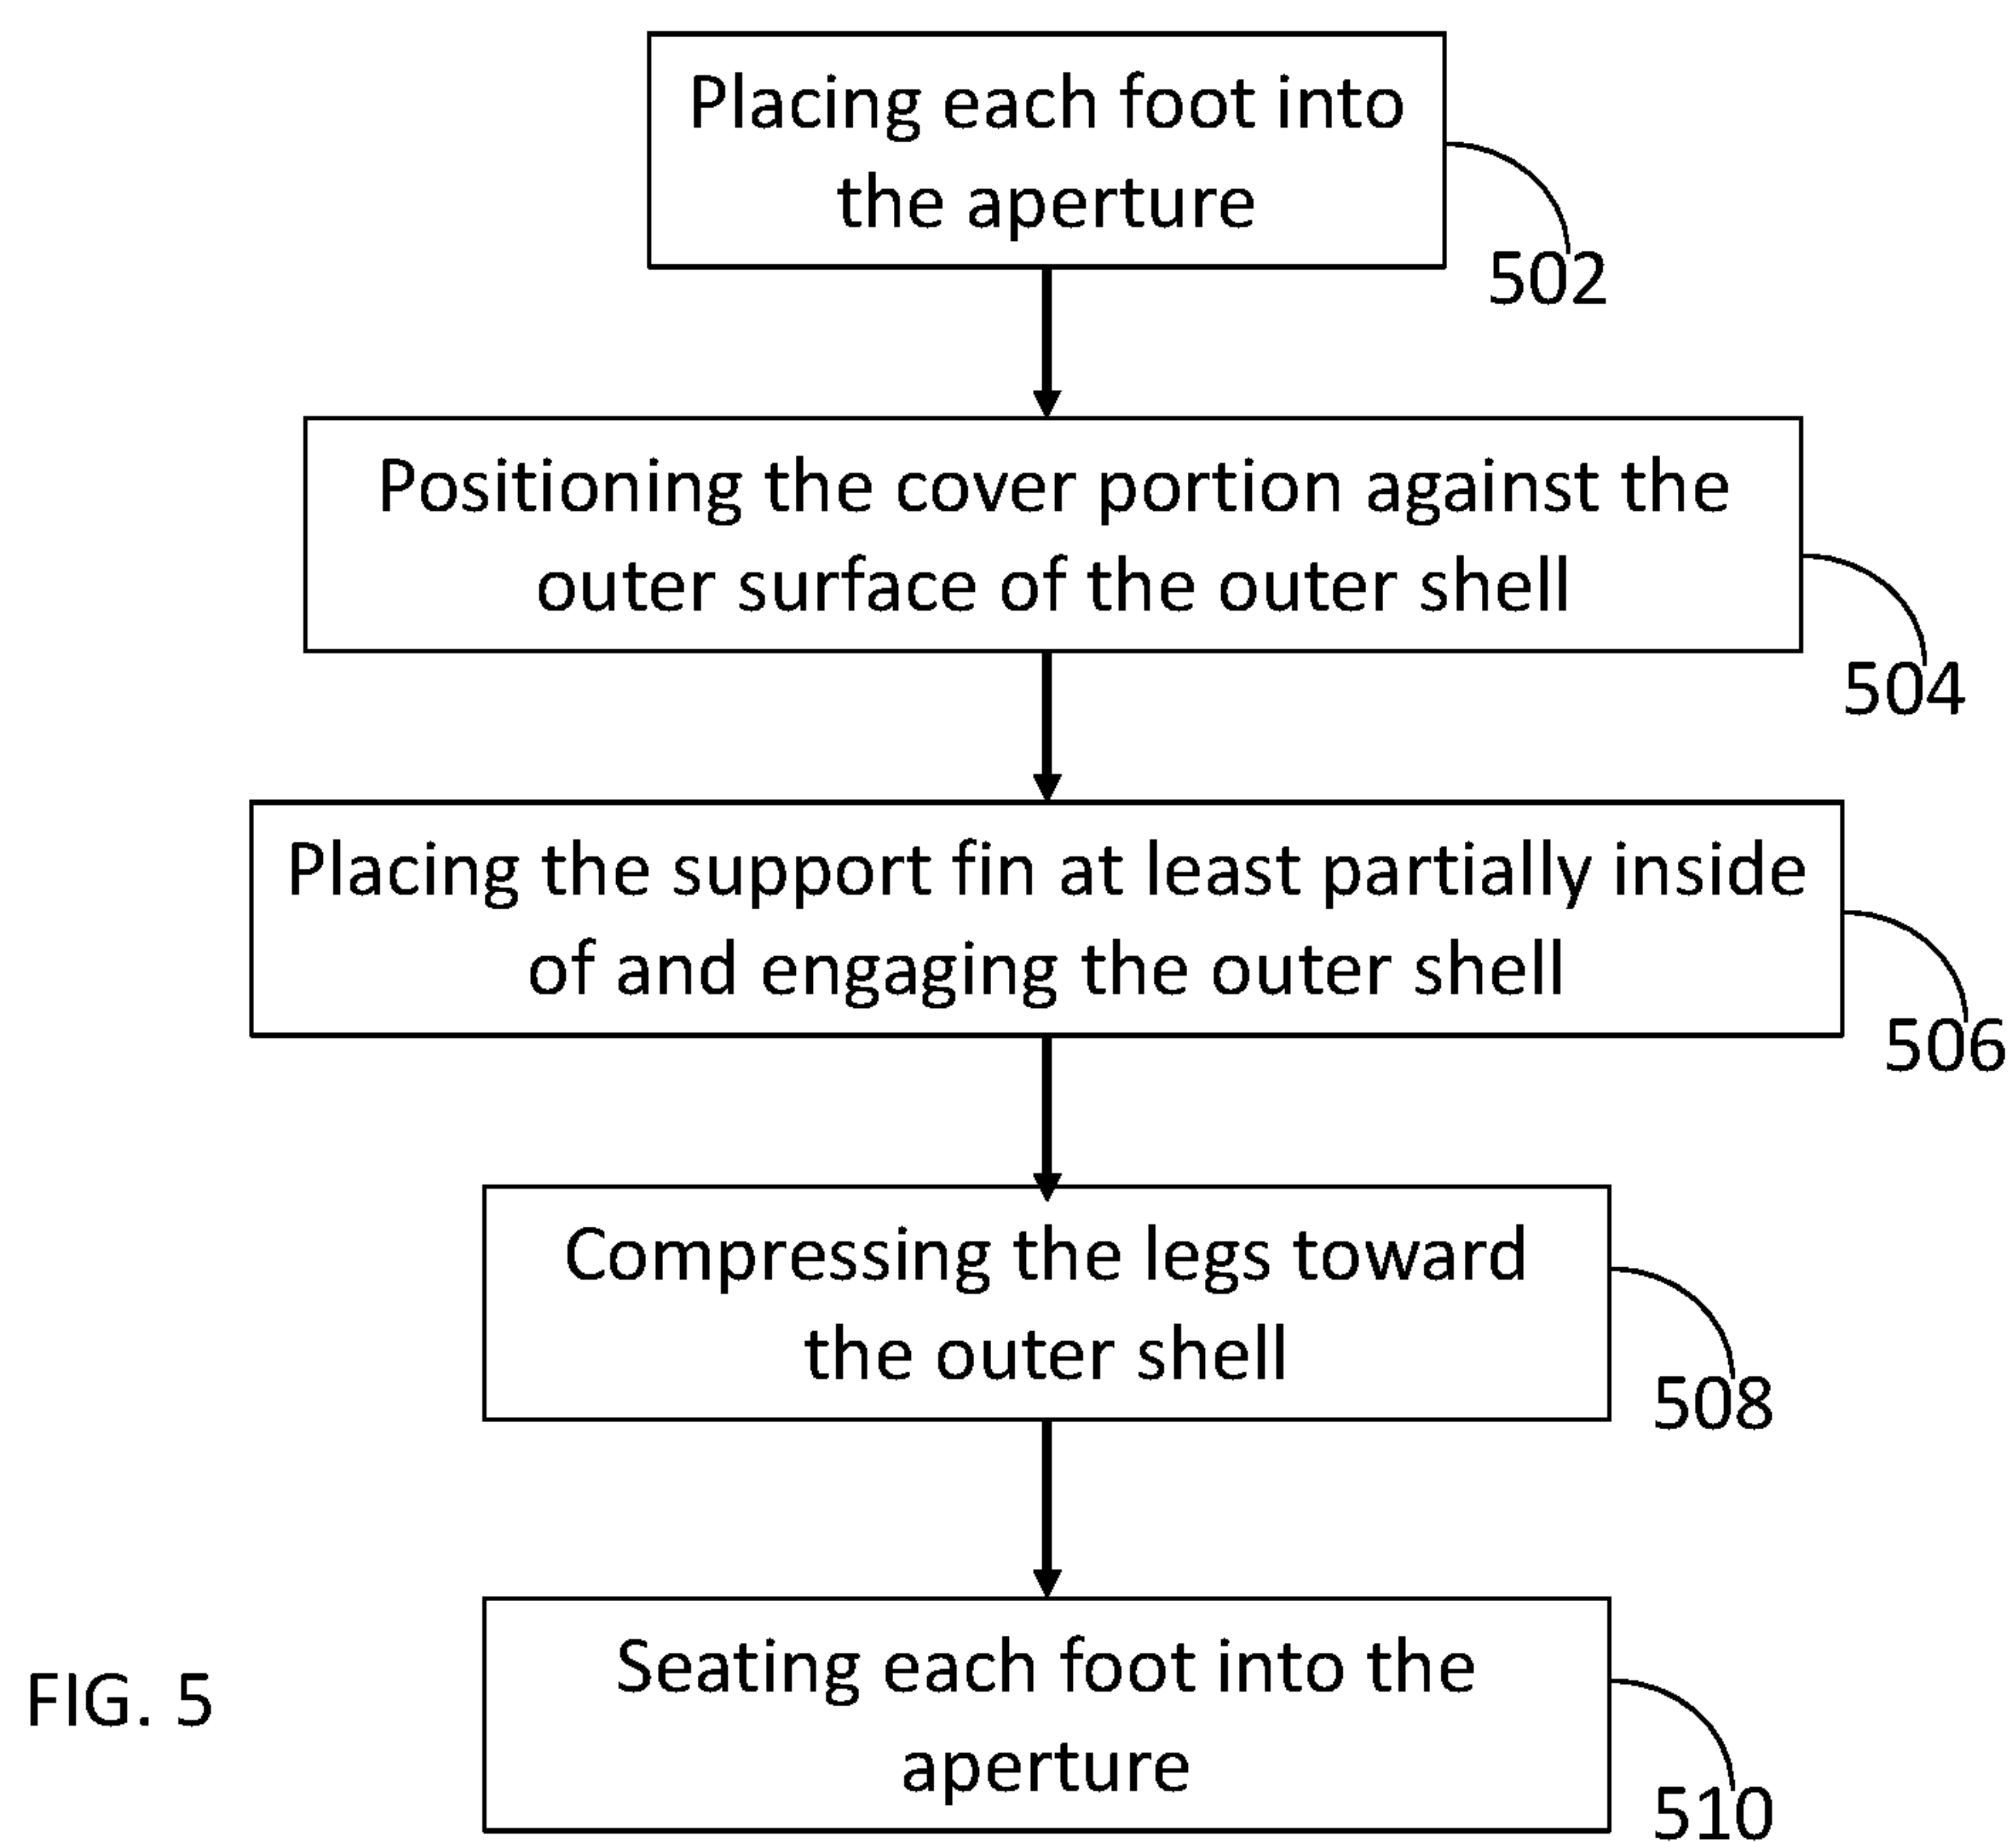 Placing each foot into
the aperture
502
Positioning the cover portion against the
outer surface of the outer shell
504
Placing the support fin at least partially inside
of and engaging the outer shell
506
Compressing the legs toward
the outer shell
508
Seating each foot into the
aperture
510
FIG. 5